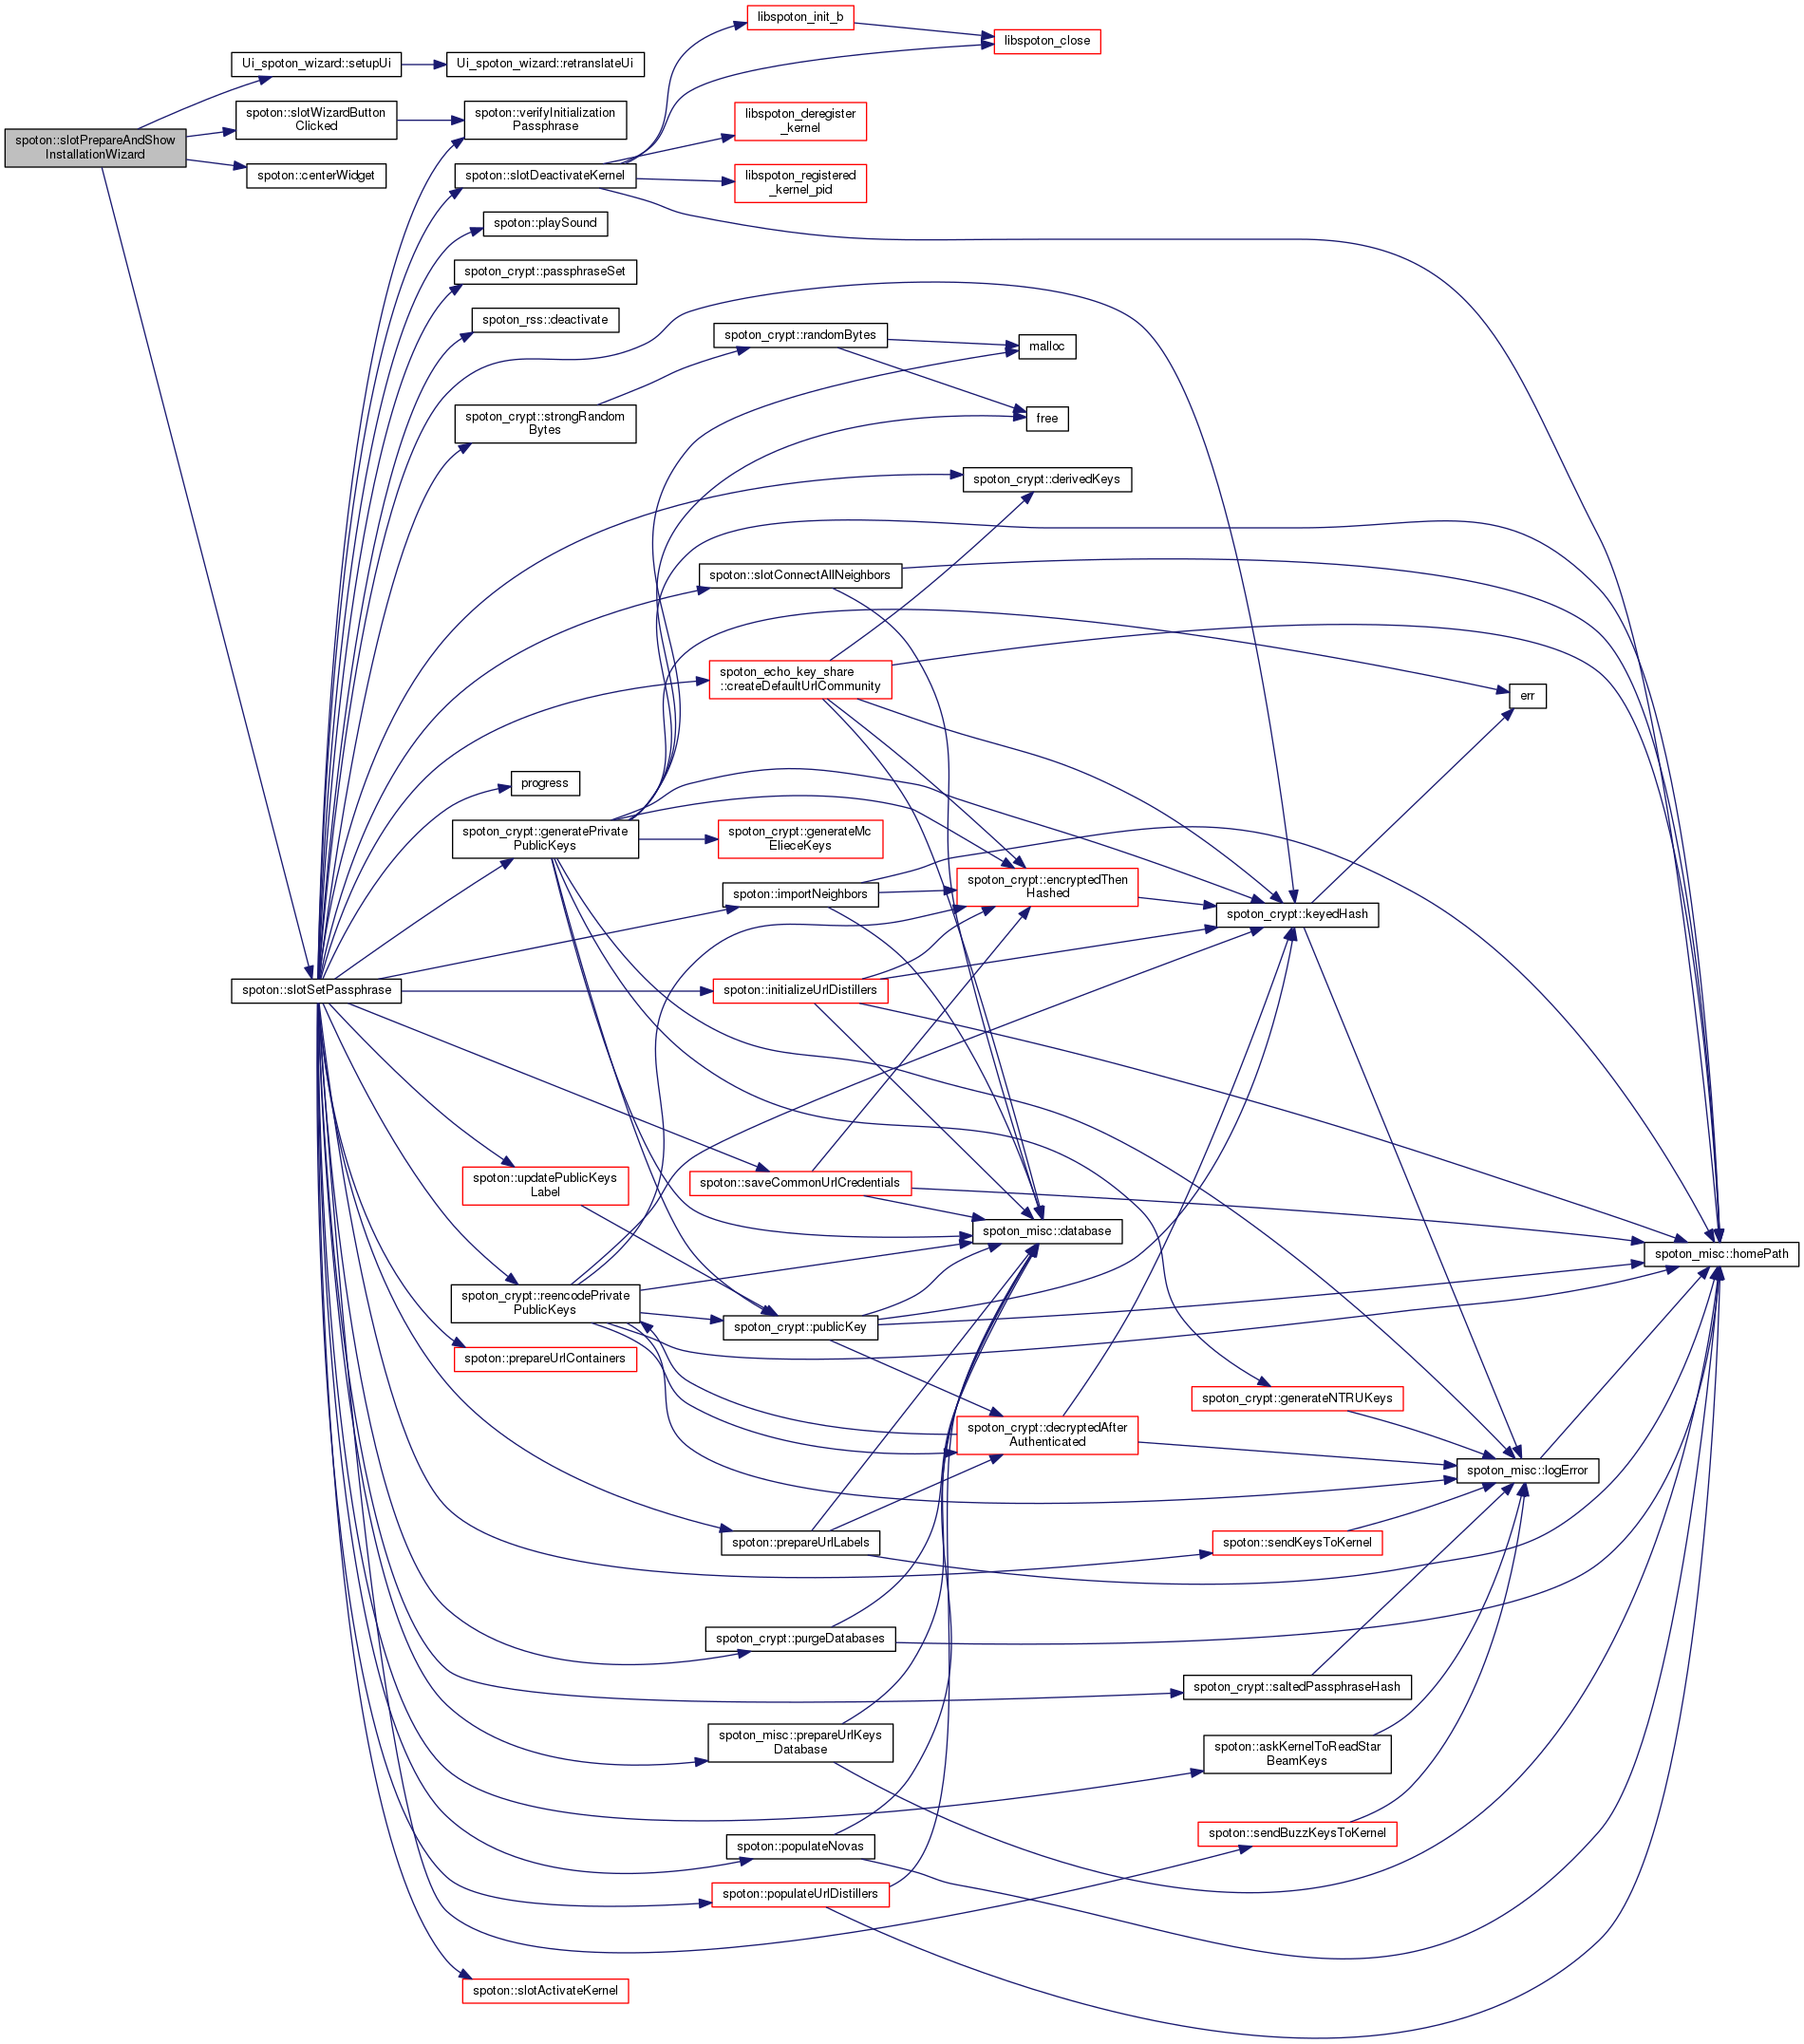 libspoton_init_b
libspoton_close
Ui_spoton_wizard::setupUi
Ui_spoton_wizard::retranslateUi
spoton::slotWizardButton
Clicked
spoton::verifyInitialization
Passphrase
libspoton_deregister
_kernel
spoton::slotPrepareAndShow
InstallationWizard
spoton::centerWidget
spoton::slotDeactivateKernel
libspoton_registered
_kernel_pid
spoton::playSound
spoton_crypt::passphraseSet
spoton_rss::deactivate
spoton_crypt::randomBytes
malloc
spoton_crypt::strongRandom
Bytes
free
spoton_crypt::derivedKeys
spoton::slotConnectAllNeighbors
spoton_echo_key_share
::createDefaultUrlCommunity
err
progress
spoton_crypt::generatePrivate
PublicKeys
spoton_crypt::generateMc
ElieceKeys
spoton::importNeighbors
spoton_crypt::encryptedThen
Hashed
spoton_crypt::keyedHash
spoton::slotSetPassphrase
spoton::initializeUrlDistillers
spoton::updatePublicKeys
Label
spoton::saveCommonUrlCredentials
spoton_misc::database
spoton_misc::homePath
spoton_crypt::reencodePrivate
PublicKeys
spoton_crypt::publicKey
spoton::prepareUrlContainers
spoton_crypt::generateNTRUKeys
spoton_crypt::decryptedAfter
Authenticated
spoton_misc::logError
spoton::prepareUrlLabels
spoton::sendKeysToKernel
spoton_crypt::purgeDatabases
spoton_crypt::saltedPassphraseHash
spoton_misc::prepareUrlKeys
Database
spoton::askKernelToReadStar
BeamKeys
spoton::populateNovas
spoton::sendBuzzKeysToKernel
spoton::populateUrlDistillers
spoton::slotActivateKernel